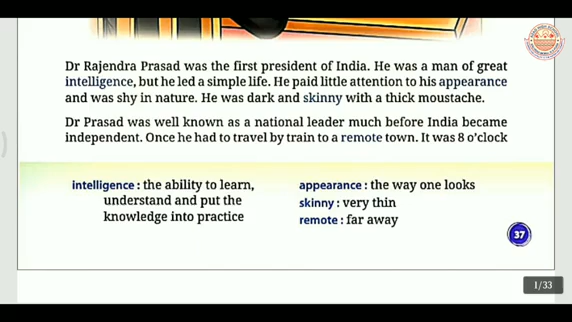 Dr Rajendra Prasad was the first president of India. He was a man of great
intelligence, but he led a simple life. He paid little attention to his appearance
and was shy in nature. He was dark and skinny with a thick moustache.
Dr Prasad was well known as a national leader much before India became
independent. Once he had to travel by train to a remote town. It was 8 o'clock
intelligence : the ability to learn,
understand and put the
knowledge into practice
appearance : the way one looks
skinny : very thin
remote : far away
37
1/33